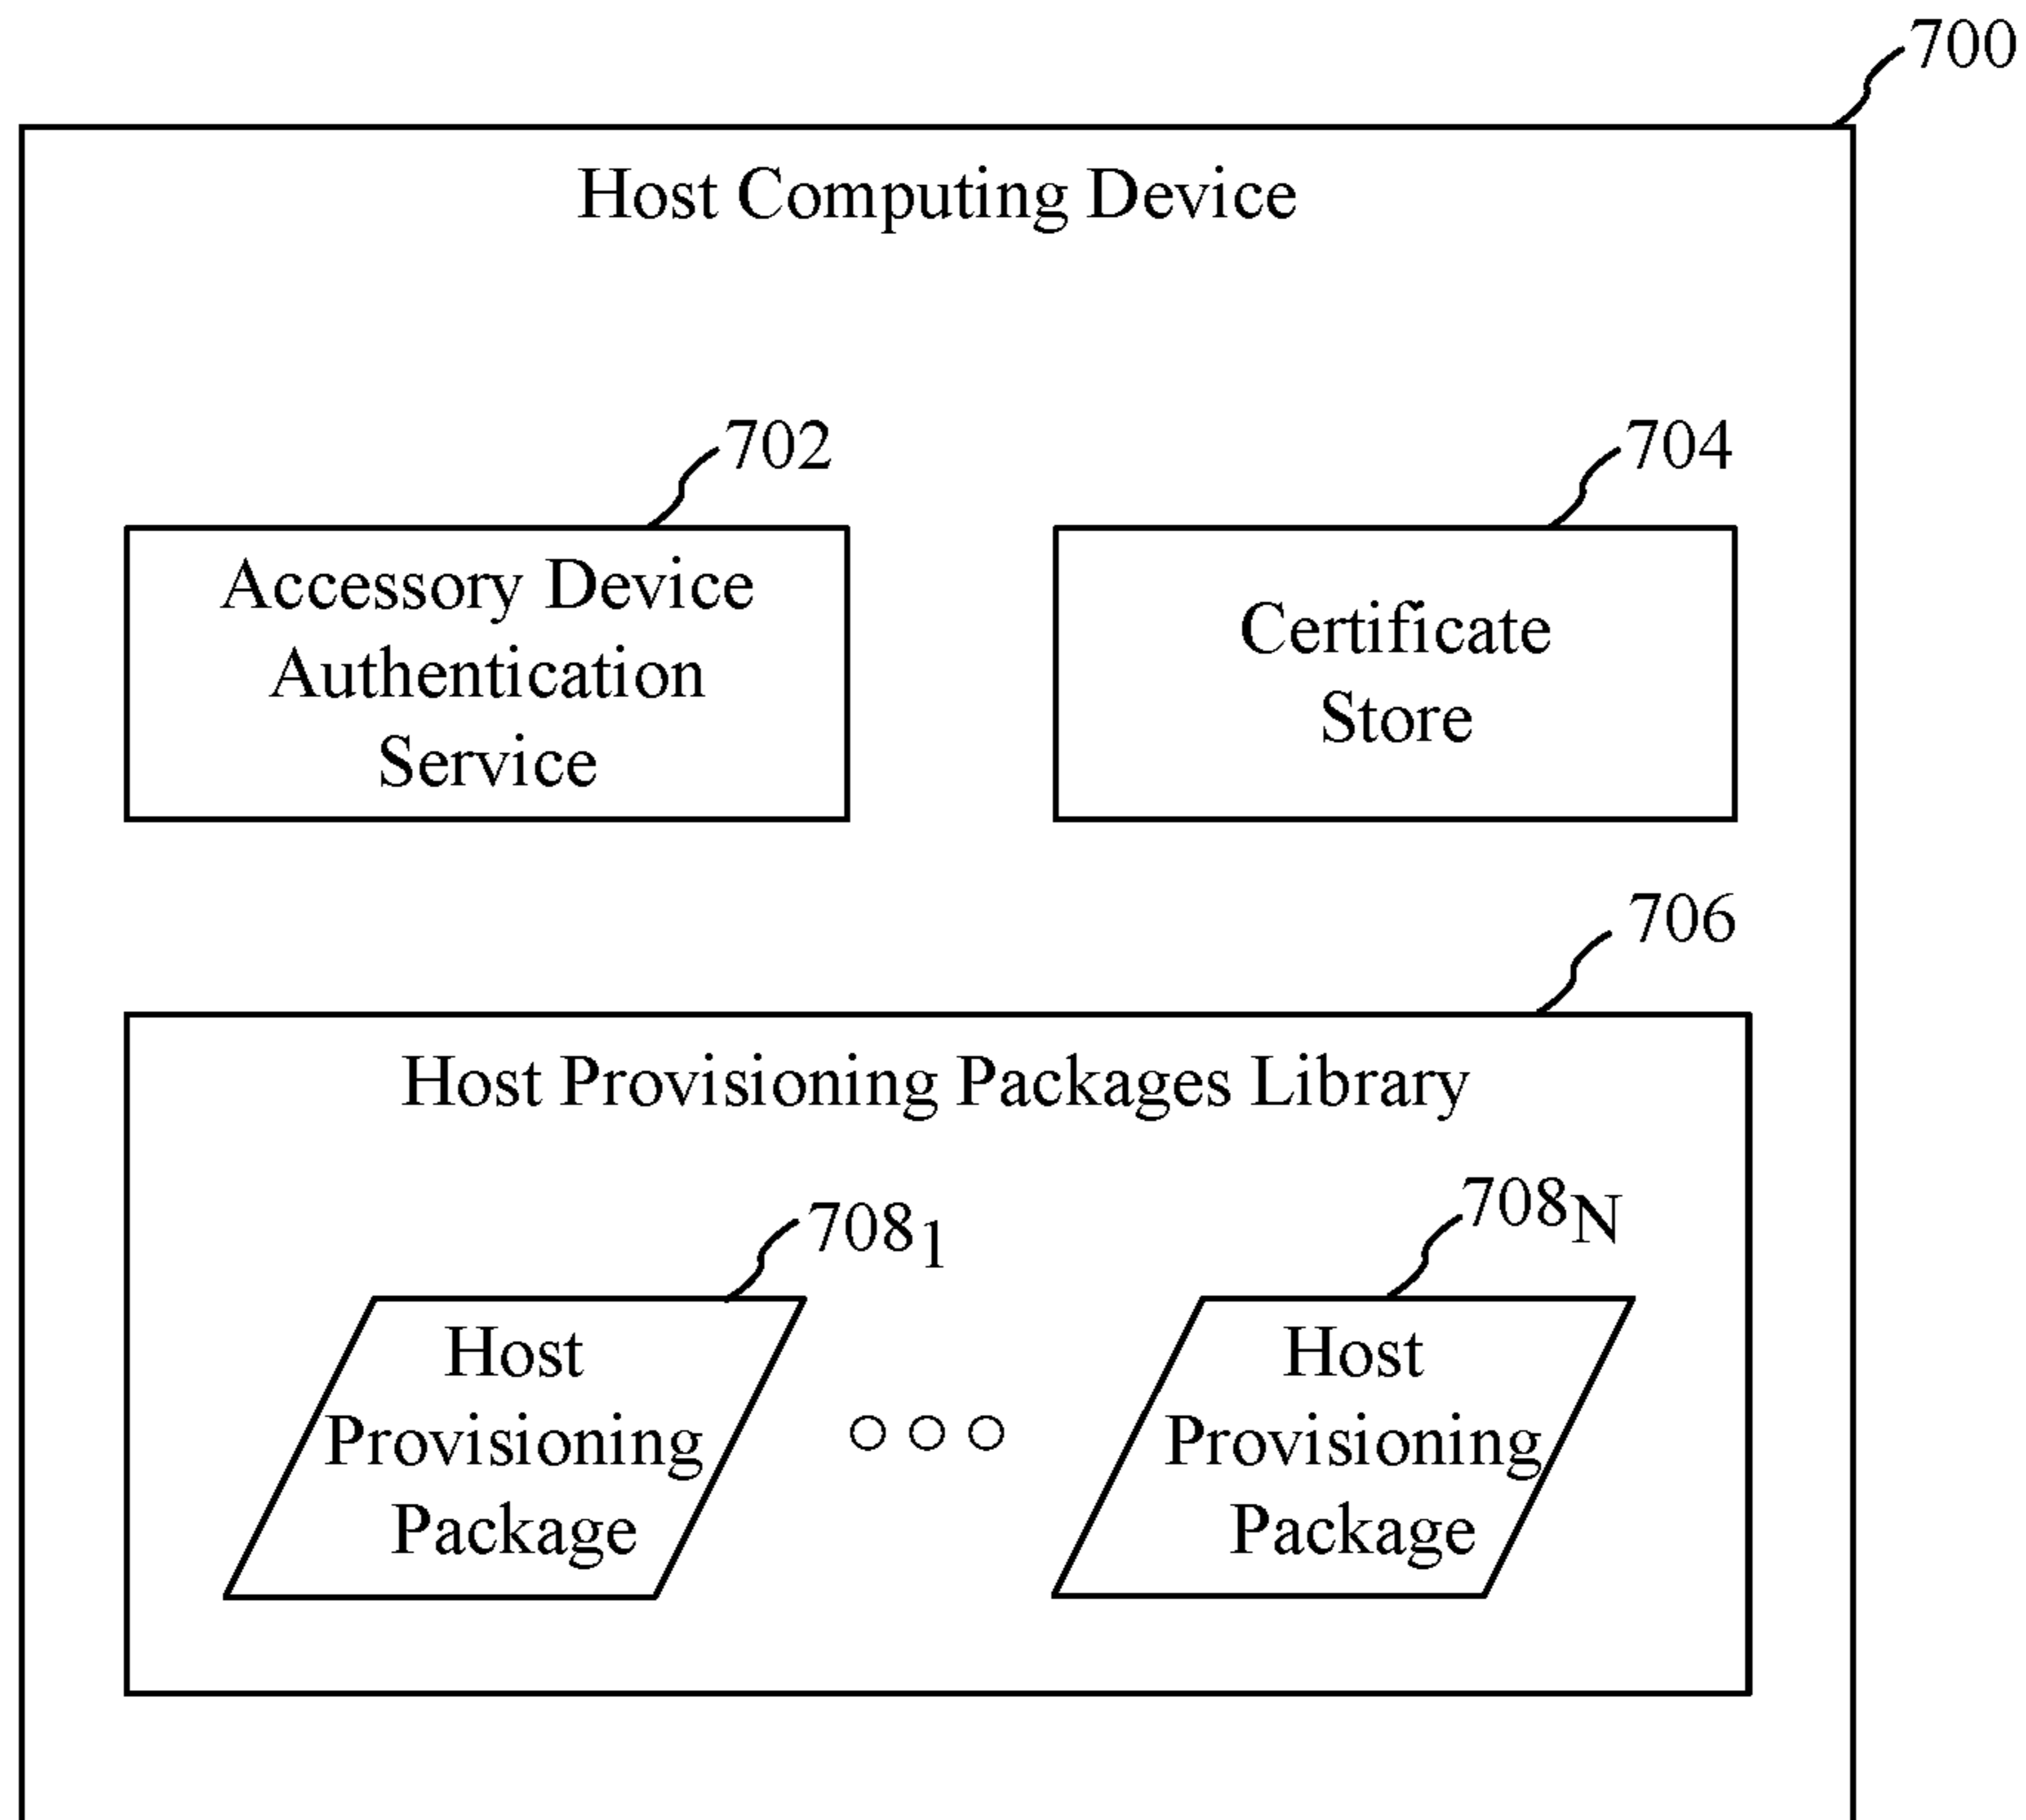 700
Host Computing Device
702
704
Accessory Device
Authentication
Service
Certificate
Store
706
Host Provisioning Packages Library
708₁
708N
Host
Provisioning
Package
Host
Provisioning
Package